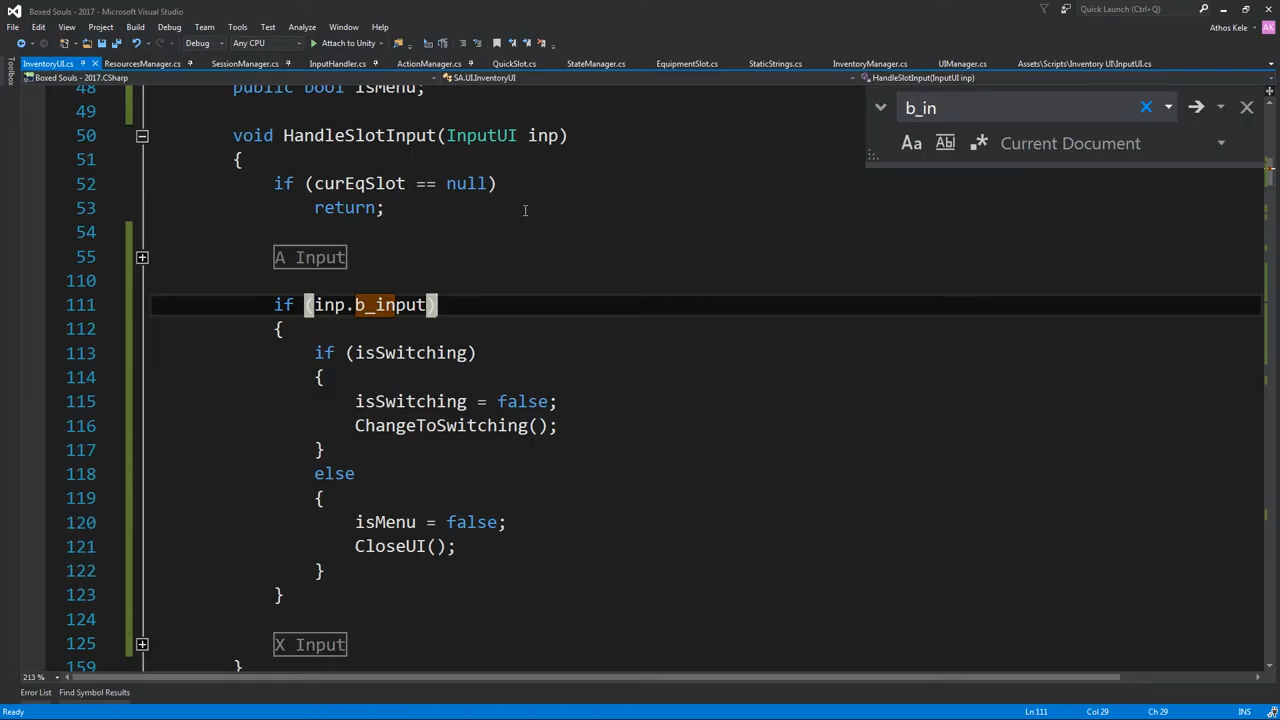 Boxed Souls - Microsoft Visual Studio
Quick Launch (Ctrl+Q)
File Edit View Project Build Debug Team Tools Test Analyze Window Help
Athos Kele
AK
Debug Any CPU Attach to Unity
InventoryUI.cs ResourcesManager.cs SessionManager.cs InputHandler.cs ActionManager.cs QuickSlot.cs StateManager.cs EquipmentSlot.cs StaticStrings.cs InventoryManager.cs UIManager.cs Assets\Scripts\Inventory UI\InputUI.cs
Toolbox
Boxed Souls - 2017.CSharp SA.UI.InventoryUI HandleSlotInput(InputUI inp)
b_in
Aa Abl .* Current Document
48 public bool isMenu;
49
50 void HandleSlotInput(InputUI inp)
51 {
52 if (curEqSlot == null)
53 return;
54
55 A Input
110
111 if (inp.b_input)
112 {
113 if (isSwitching)
114 {
115 isSwitching = false;
116 ChangeToSwitching();
117 }
118 else
119 {
120 isMenu = false;
121 CloseUI();
122 }
123 }
124
125 X Input
159 }
213 %
Error List Find Symbol Results
Ready Ln 111 Col 29 Ch 29 INS